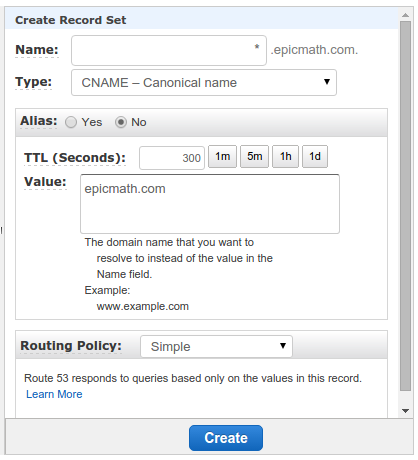 Create Record Set
Name: * .epicmath.com.
Type: CNAME – Canonical name
Alias: Yes No
TTL (Seconds): 300 1m 5m 1h 1d
Value: epicmath.com
The domain name that you want to
resolve to instead of the value in the
Name field.
Example:
www.example.com
Routing Policy: Simple
Route 53 responds to queries based only on the values in this record.
Learn More
Create